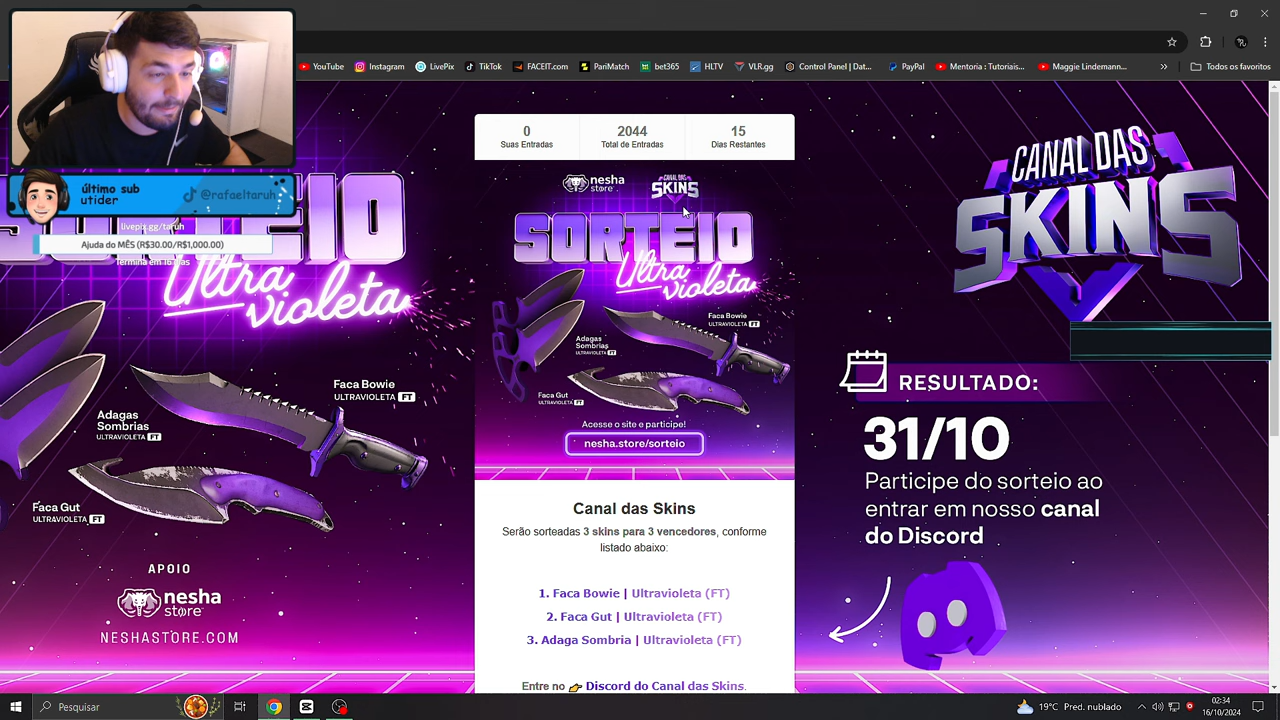 YouTube
Instagram
LivePix
TikTok
FACEIT.com
PariMatch
bet365
HLTV
VLR.gg
Control Panel | Dat...
PayPal
Mentoria : Tutoriais...
Maggie Lindemann...
Todos os favoritos
último sub
utider
@rafaeltaruh
livepix.gg/taruh
Ajuda do MÊS (R$30.00/R$1,000.00)
Ultra
violeta
Faca Bowie
ULTRAVIOLETA FT
Adagas
Sombrias
ULTRAVIOLETA FT
Faca Gut
ULTRAVIOLETA FT
APOIO
nesha
store
NESHASTORE.COM
0
Suas Entradas
2044
Total de Entradas
15
Dias Restantes
nesha
store
CANAL DAS
SKINS
SORTEIO
Ultra
violeta
Faca Bowie
ULTRAVIOLETA FT
Adagas
Sombrias
ULTRAVIOLETA FT
Faca Gut
ULTRAVIOLETA FT
Acesse o site e participe!
nesha.store/sorteio
Canal das Skins
Serão sorteadas 3 skins para 3 vencedores, conforme
listado abaixo:
1. Faca Bowie | Ultravioleta (FT)
2. Faca Gut | Ultravioleta (FT)
3. Adaga Sombria | Ultravioleta (FT)
Entre no 👉 Discord do Canal das Skins.
CANAL DAS
SKINS
RESULTADO:
31/10
Participe do sorteio ao
entrar em nosso canal
do Discord
Pesquisar
19°C Pred. nublado
02:34
16/10/2024